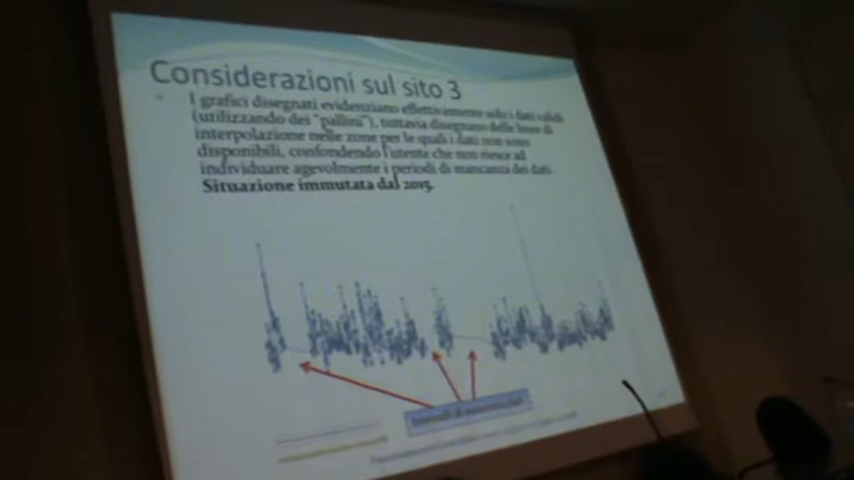 Considerazioni sul sito 3
I grafici disegnati evidenziano effettivamente solo i dati validi
(utilizzando dei "pallini"), tuttavia disegnano delle linee di
interpolazione nelle zone per le quali i dati non sono
disponibili, confondendo l'utente che non riesce ad
individuare agevolmente i periodi di mancanza dei dati.
Situazione immutata dal 2015.